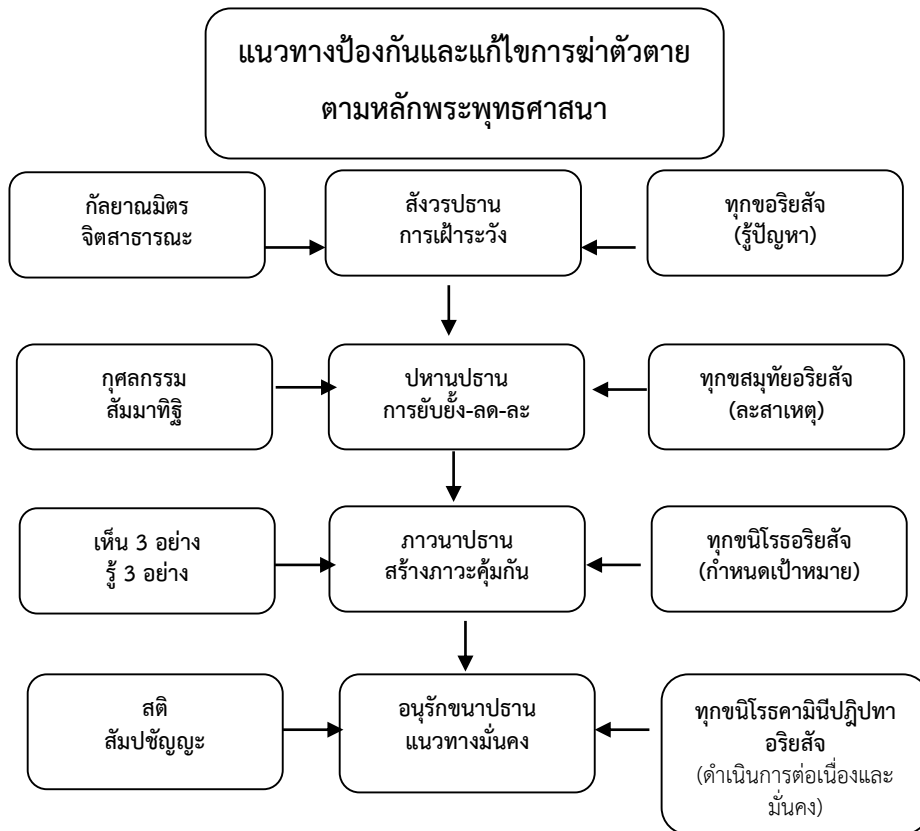 แนวทางป้องกันและแก้ไขการฆ่าตัวตาย
ตามหลักพระพุทธศาสนา
กัลยาณมิตร
จิตสาธารณะ
สังวรปธาน
การเฝ้าระวัง
ทุกขอริยสัจ
(รู้ปัญหา)
กุศลกรรม
สัมมาทิฐิ
ปหานปธาน
การยับยั้ง-ลด-ละ
ทุกขสมุทัยอริยสัจ
(ละสาเหตุ)
เห็น 3 อย่าง
รู้ 3 อย่าง
ภาวนาปธาน
สร้างภาวะคุ้มกัน
ทุกขนิโรธอริยสัจ
(กำหนดเป้าหมาย)
สติ
สัมปชัญญะ
อนุรักขนาปธาน
แนวทางมั่นคง
ทุกขนิโรธคามินีปฎิปทา
อริยสัจ
(ดำเนินการต่อเนื่องและ
มั่นคง)